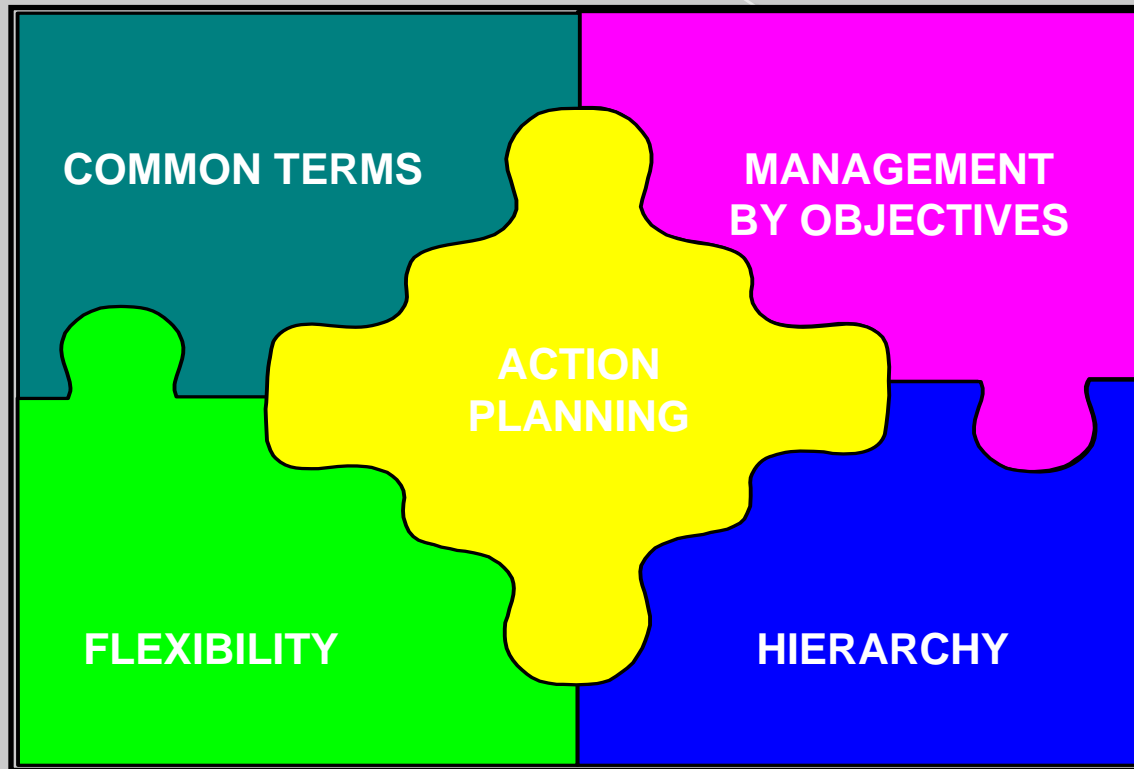 COMMON TERMS
MANAGEMENT
BY OBJECTIVES
ACTION
PLANNING
FLEXIBILITY
HIERARCHY